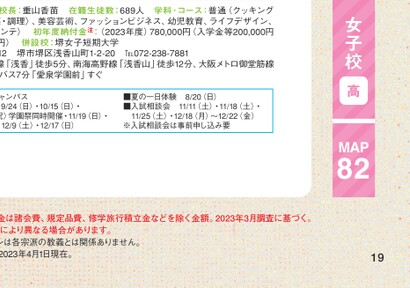 校長：重山香苗 在籍生徒数：689人 学科・コース：普通（クッキング
・調理）、美容芸術、ファッションビジネス、幼児教育、ライフデザイン、
初年度納付金注：（2023年度）780,000円（入学金等200,000円
円） 併設校：堺女子短期大学
12 堺市堺区浅香山町1-2-20 TEL072-238-7881
線「浅香」徒歩5分、南海高野線「浅香山」徒歩12分、大阪メトロ御堂筋線
バス7分「愛泉学園前」すぐ
キャンパス
9/24（日）・10/15（日）・
祝）学園祭同時開催・11/19（日）・
12/9（土）・12/17（日）
■夏の一日体験 8/20（日）
■入試相談会 11/11（土）・11/18（土）・
11/25（土）・12/18（月）〜12/22（金）
※入試相談会は事前申し込み要
女子校
高
MAP
82
金は諸会費、規定品費、修学旅行積立金などを除く金額。2023年3月調査に基づく。
により異なる場合があります。
ンは各宗派の教義とは関係ありません。
2023年4月1日現在。
19